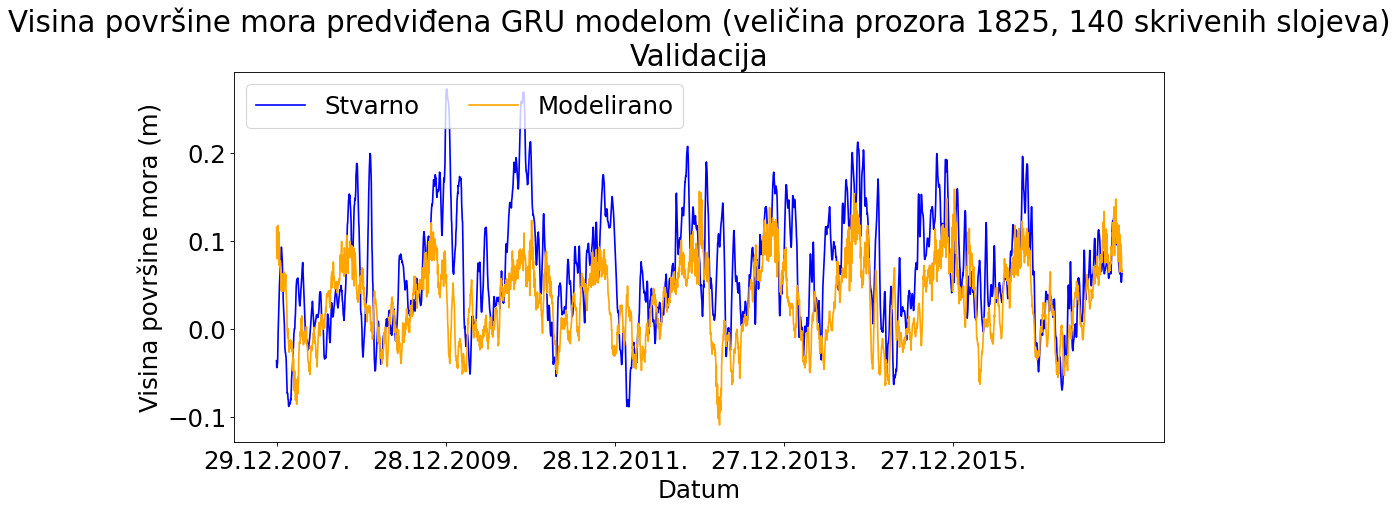 Visina površine mora predviđena GRU modelom (veličina prozora 1825, 140 skrivenih slojeva)
Validacija
Stvarno Modelirano
Visina površine mora (m)
0.2
0.1
0.0
−0.1
29.12.2007. 28.12.2009. 28.12.2011. 27.12.2013. 27.12.2015.
Datum